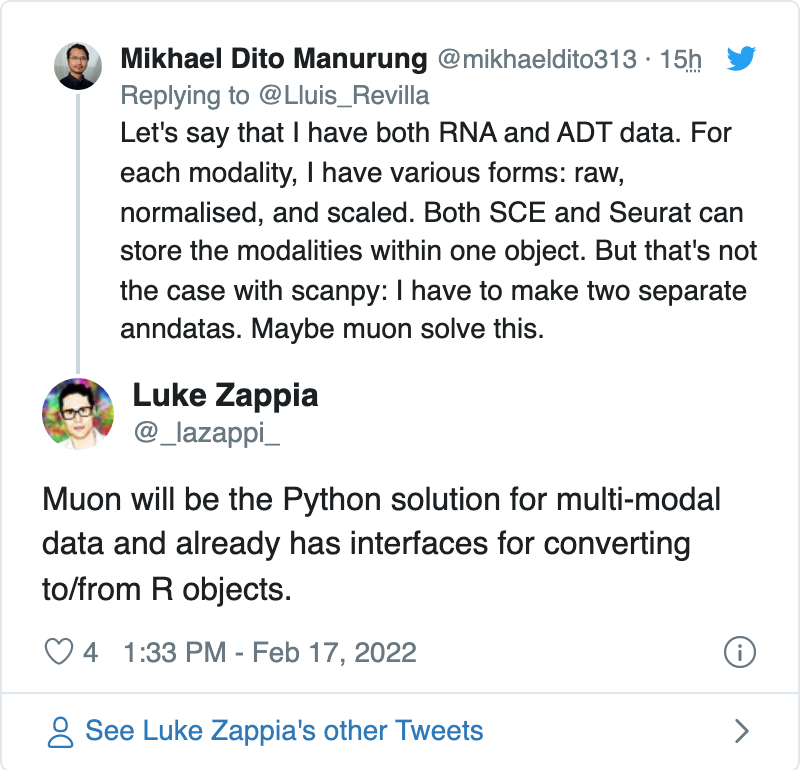 Mikhael Dito Manurung @mikhaeldito313 · 15h
Replying to @Lluis_Revilla
Let's say that I have both RNA and ADT data. For
each modality, I have various forms: raw,
normalised, and scaled. Both SCE and Seurat can
store the modalities within one object. But that's not
the case with scanpy: I have to make two separate
anndatas. Maybe muon solve this.
Luke Zappia
@_lazappi_
Muon will be the Python solution for multi-modal
data and already has interfaces for converting
to/from R objects.
4 1:33 PM - Feb 17, 2022
See Luke Zappia's other Tweets